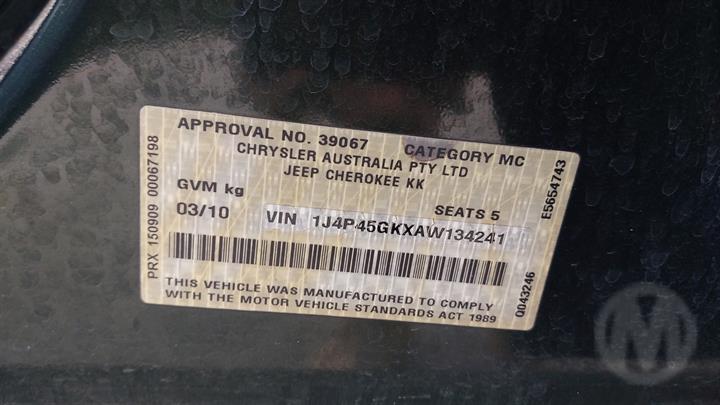 APPROVAL NO. 39067 CATEGORY MC
CHRYSLER AUSTRALIA PTY LTD
JEEP CHEROKEE KK
GVM kg SEATS 5
03/10 VIN 1J4P45GKXAW134241
THIS VEHICLE WAS MANUFACTURED TO COMPLY
WITH THE MOTOR VEHICLE STANDARDS ACT 1989
PRX 150909 00067198
E5654743
QD43246
M